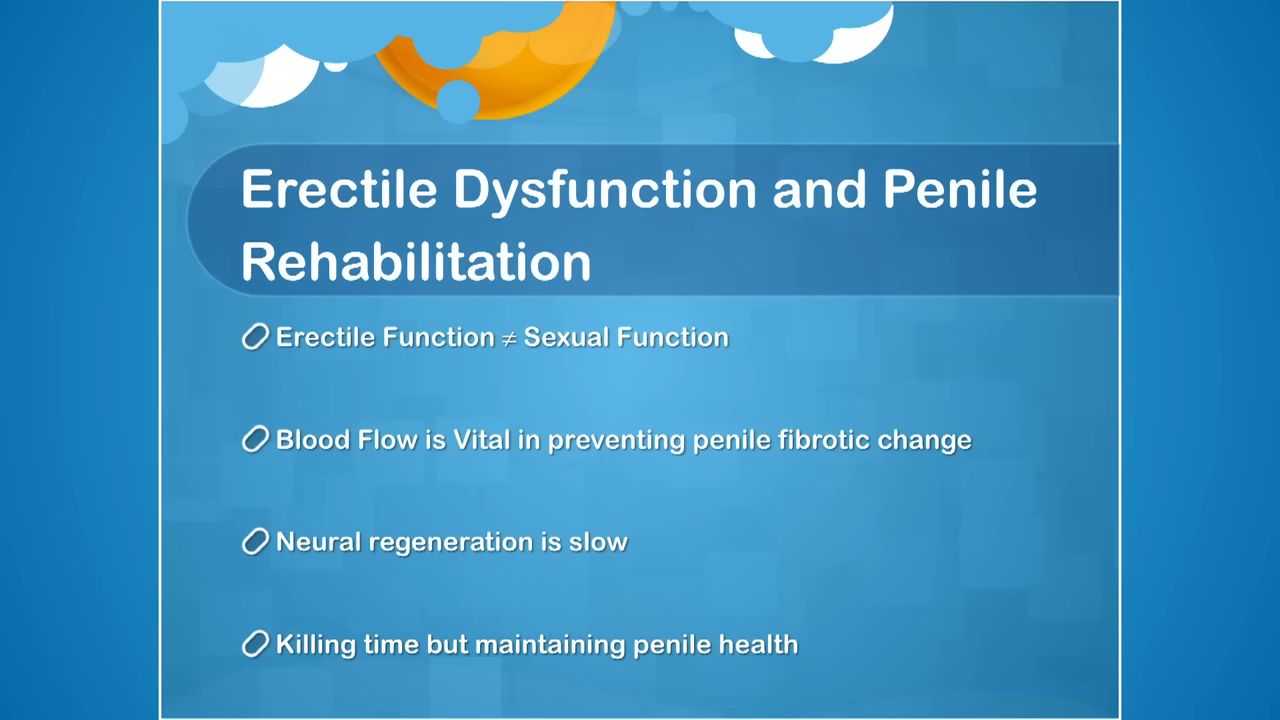 Erectile Dysfunction and Penile
Rehabilitation
Erectile Function ≠ Sexual Function
Blood Flow is Vital in preventing penile fibrotic change
Neural regeneration is slow
Killing time but maintaining penile health